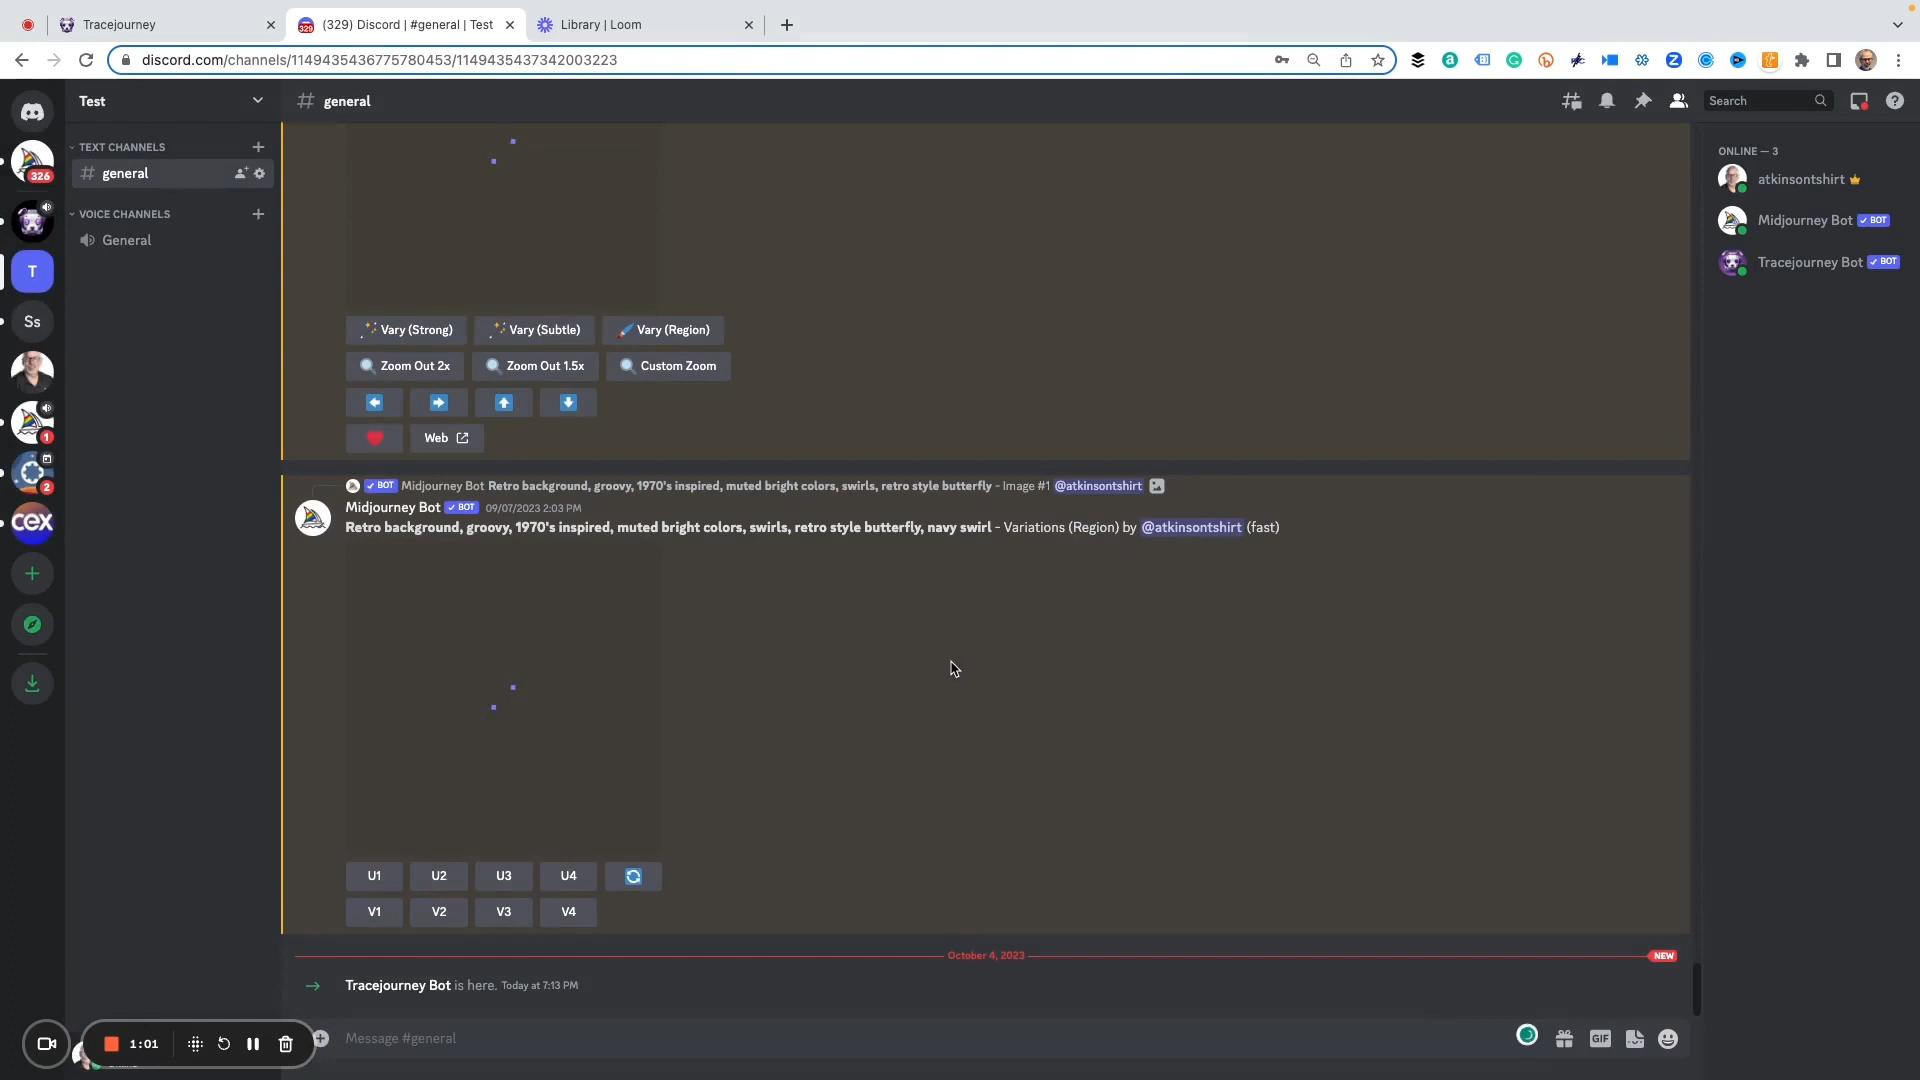 Tracejourney
(329) Discord | #general | Test
Library | Loom
discord.com/channels/1149435436775780453/1149435437342003223
Test
# general
Search
TEXT CHANNELS
general
326
VOICE CHANNELS
General
T
Ss
1
2
cex
ONLINE — 3
atkinsontshirt
Midjourney Bot BOT
Tracejourney Bot BOT
Vary (Strong) Vary (Subtle) Vary (Region)
Zoom Out 2x Zoom Out 1.5x Custom Zoom
Web
BOT Midjourney Bot Retro background, groovy, 1970's inspired, muted bright colors, swirls, retro style butterfly - Image #1 @atkinsontshirt
Midjourney Bot BOT 09/07/2023 2:03 PM
Retro background, groovy, 1970's inspired, muted bright colors, swirls, retro style butterfly, navy swirl - Variations (Region) by @atkinsontshirt (fast)
U1 U2 U3 U4
V1 V2 V3 V4
October 4, 2023 NEW
Tracejourney Bot is here. Today at 7:13 PM
Message #general
GIF
1:01